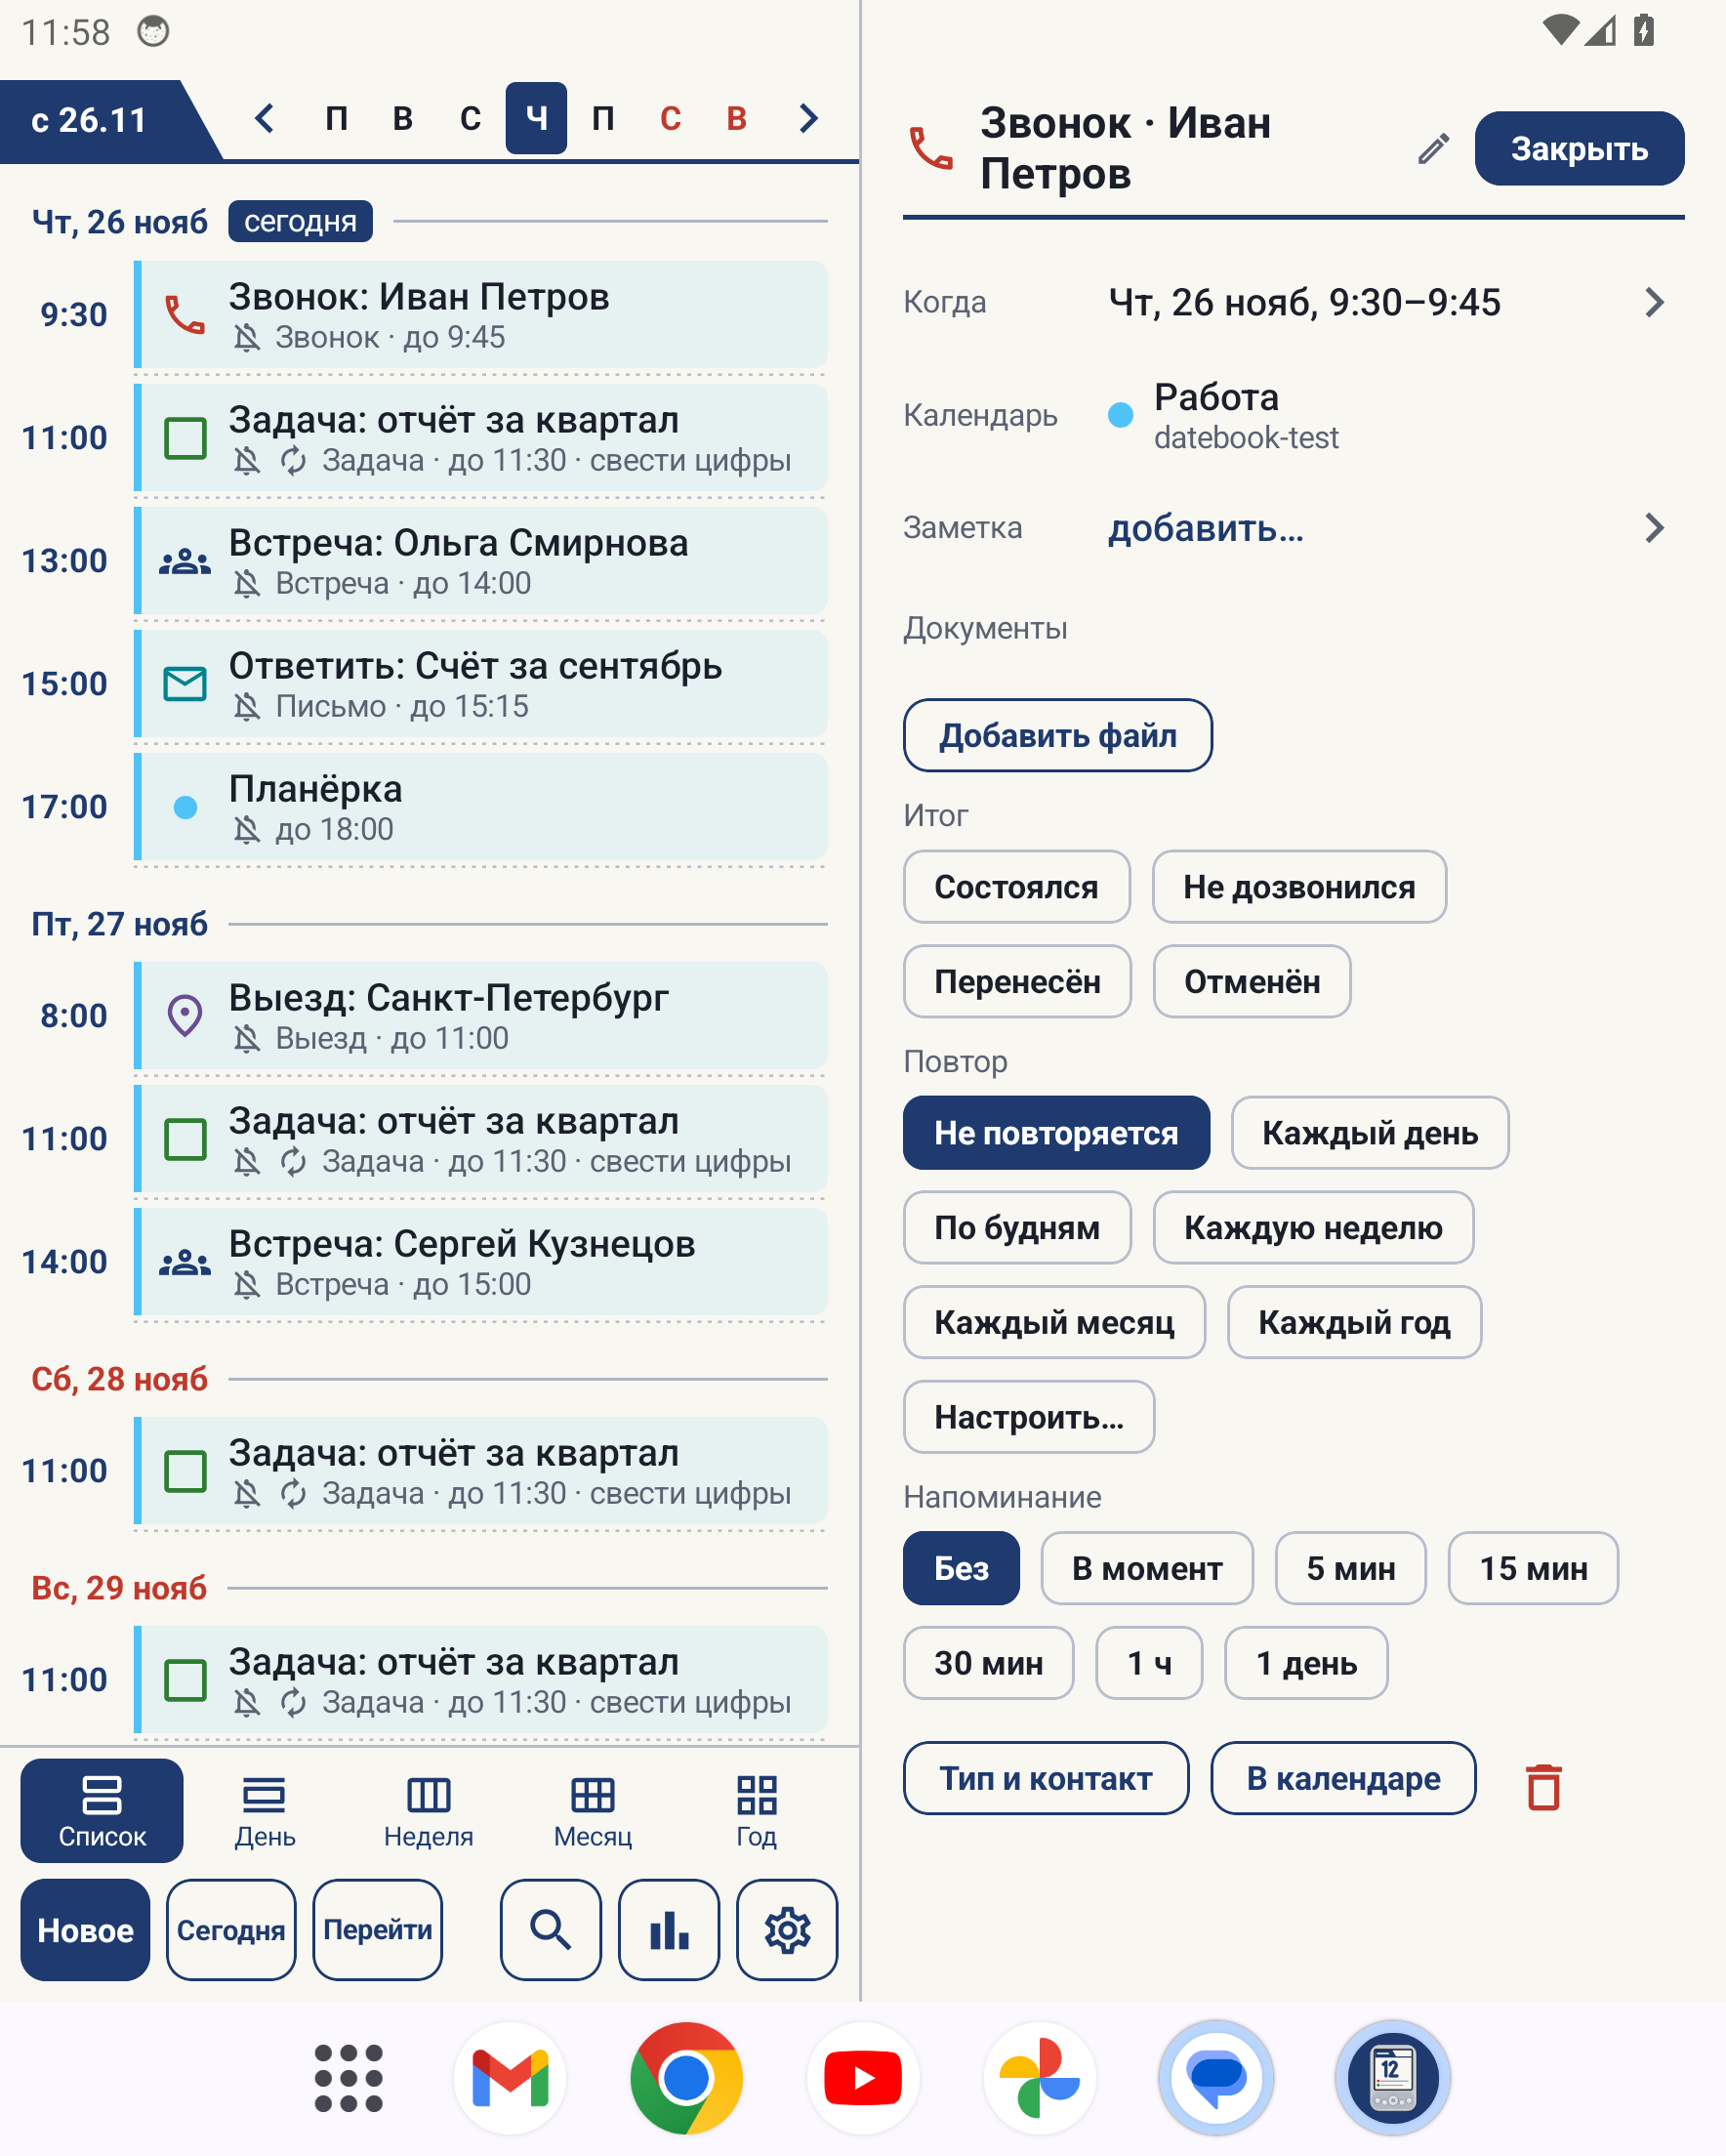 11:58
с 26.11
П В С Ч П С В
Чт, 26 нояб сегодня
9:30
Звонок: Иван Петров
Звонок · до 9:45
11:00
Задача: отчёт за квартал
Задача · до 11:30 · свести цифры
13:00
Встреча: Ольга Смирнова
Встреча · до 14:00
15:00
Ответить: Счёт за сентябрь
Письмо · до 15:15
17:00
Планёрка
до 18:00
Пт, 27 нояб
8:00
Выезд: Санкт-Петербург
Выезд · до 11:00
11:00
Задача: отчёт за квартал
Задача · до 11:30 · свести цифры
14:00
Встреча: Сергей Кузнецов
Встреча · до 15:00
Сб, 28 нояб
11:00
Задача: отчёт за квартал
Задача · до 11:30 · свести цифры
Вс, 29 нояб
11:00
Задача: отчёт за квартал
Задача · до 11:30 · свести цифры
Список День Неделя Месяц Год
Новое Сегодня Перейти
Звонок · Иван
Петров
Закрыть
Когда Чт, 26 нояб, 9:30–9:45
Календарь Работа
datebook-test
Заметка добавить...
Документы
Добавить файл
Итог
Состоялся Не дозвонился
Перенесён Отменён
Повтор
Не повторяется Каждый день
По будням Каждую неделю
Каждый месяц Каждый год
Настроить...
Напоминание
Без В момент 5 мин 15 мин
30 мин 1 ч 1 день
Тип и контакт В календаре
12